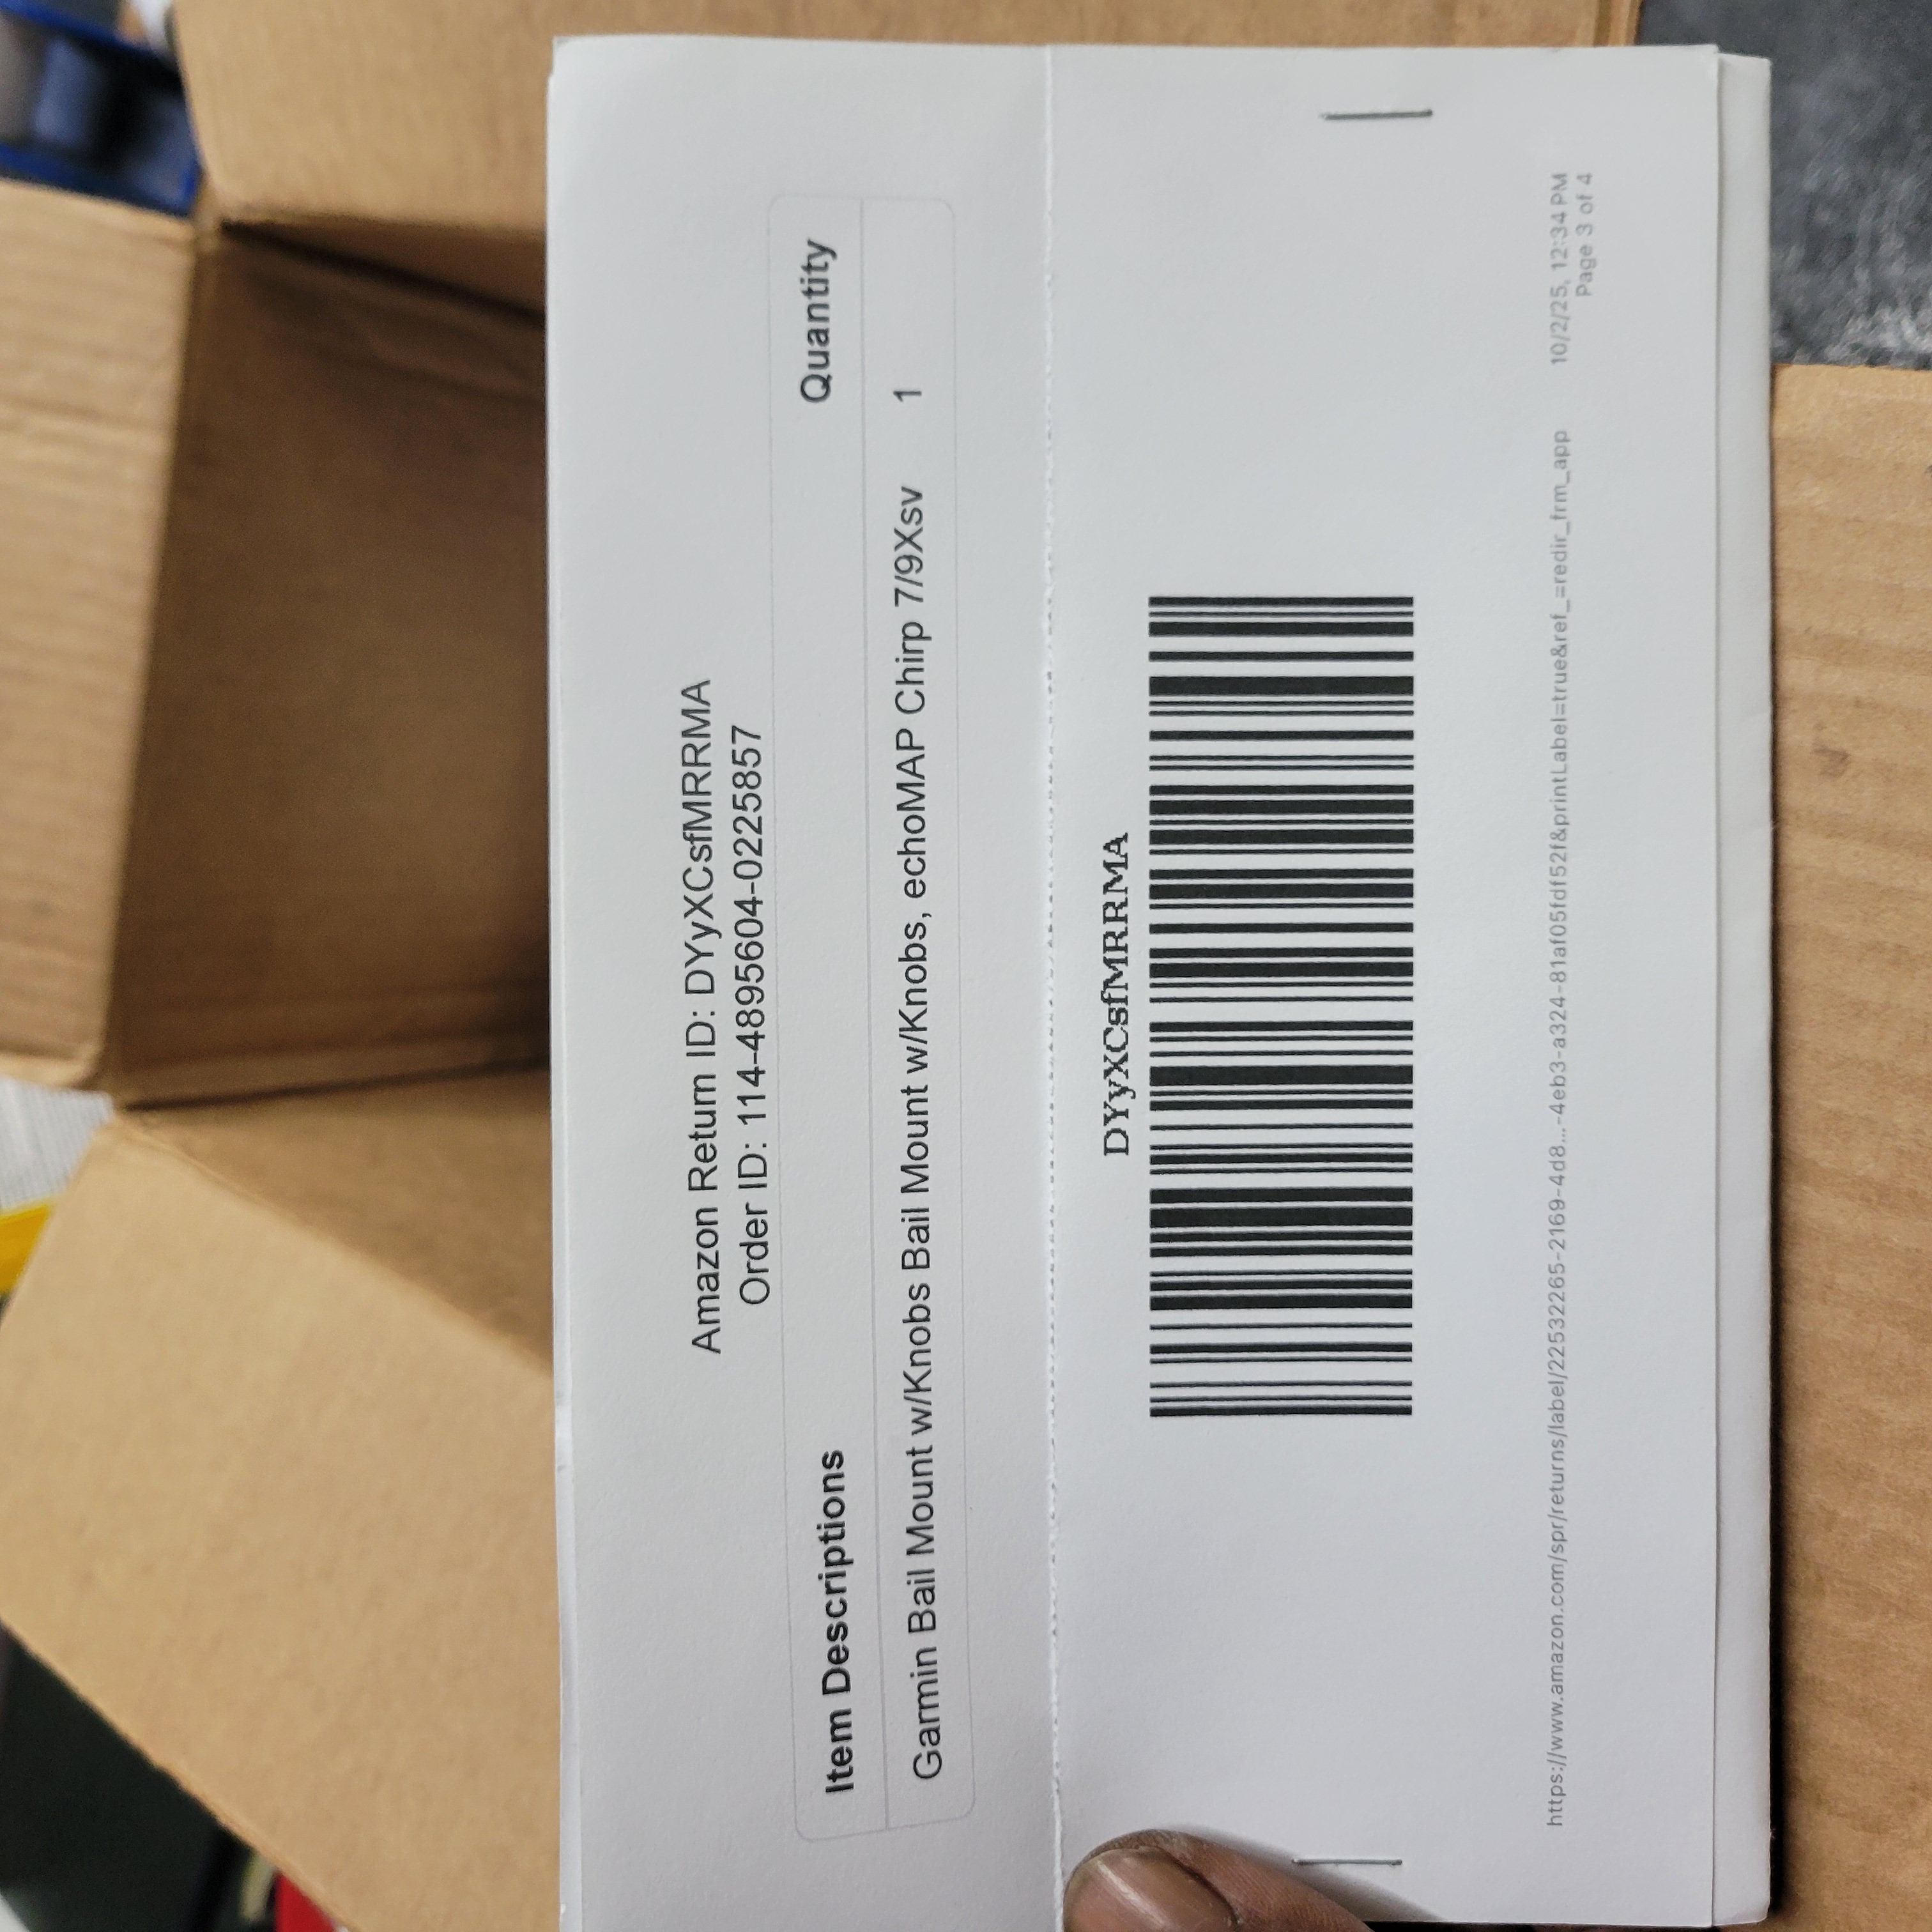 Amazon Return ID: DYyXCsfMRRMA
Order ID: 114-4895604-0225857
Item Descriptions Quantity
Garmin Bail Mount w/Knobs Bail Mount w/Knobs, echoMAP Chirp 7/9Xsv 1
DYyXCsfMRRMA
https://www.amazon.com/spr/returns/label/22532265-2169-4d8...-4eb3-a324-81af05fdf52f&printLabel=true&ref_=redir_frm_app 10/2/25, 12:34 PM
Page 3 of 4